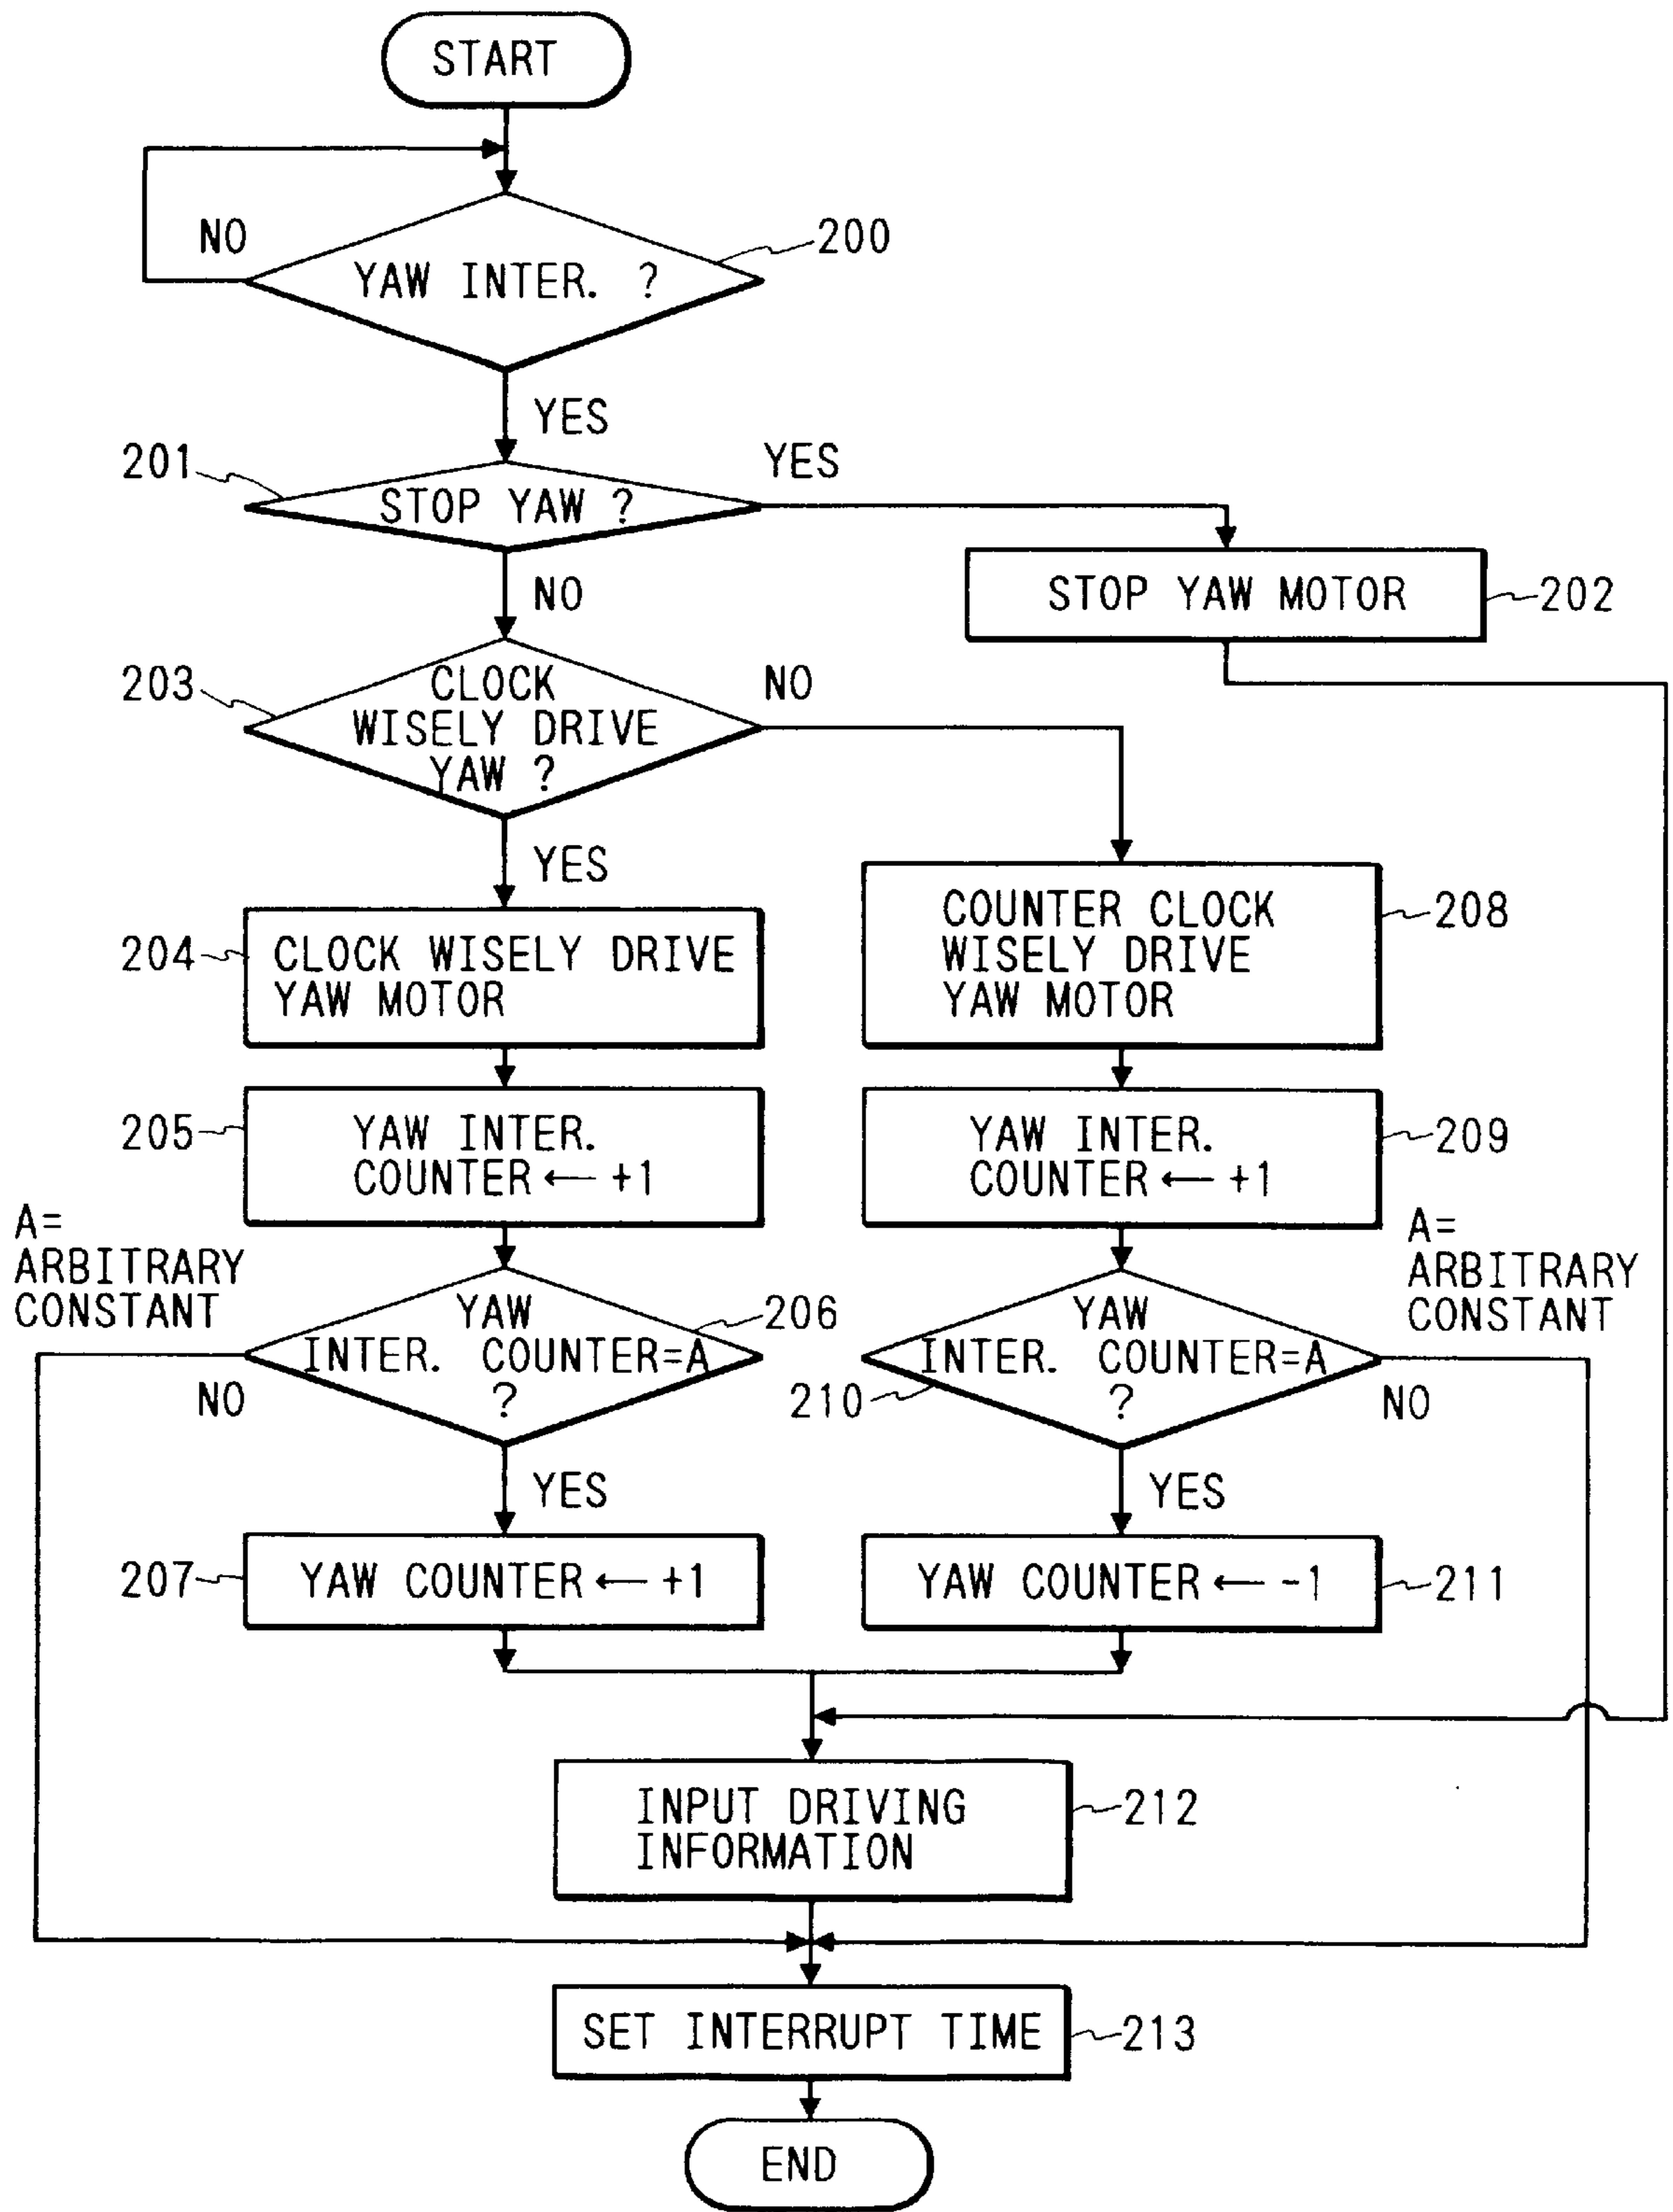 START
NO
200
YAW INTER. ?
YES
201
YES
STOP YAW ?
NO
STOP YAW MOTOR
202
203
CLOCK
WISELY DRIVE
YAW ?
NO
YES
204
CLOCK WISELY DRIVE
YAW MOTOR
COUNTER CLOCK
WISELY DRIVE
YAW MOTOR
208
205
YAW INTER.
COUNTER ← +1
YAW INTER.
COUNTER ← +1
209
A=
ARBITRARY
CONSTANT
YAW
INTER. COUNTER=A
?
206
NO
YES
A=
ARBITRARY
CONSTANT
YAW
INTER. COUNTER=A
?
210
NO
YES
207
YAW COUNTER ← +1
YAW COUNTER ← -1
211
INPUT DRIVING
INFORMATION
212
SET INTERRUPT TIME
213
END